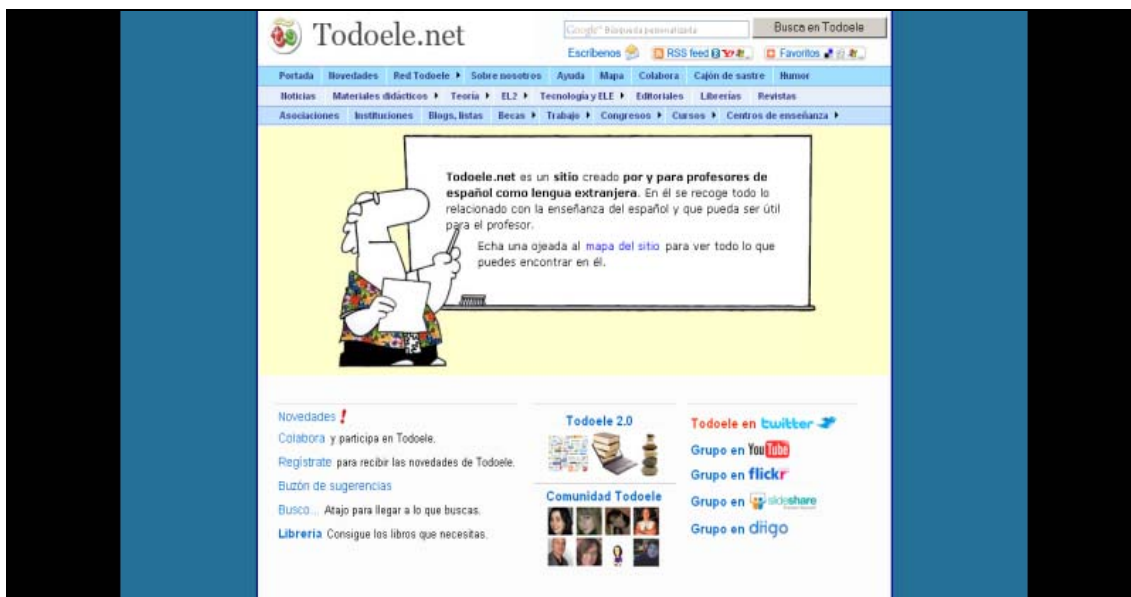 Todoele.net
Google™ Búsqueda personalizada
Busca en Todoele
Escríbenos RSS feed Favoritos
Portada Novedades Red Todoele Sobre nosotros Ayuda Mapa Colabora Cajón de sastre Humor
Noticias Materiales didácticos Teoría EL2 Tecnología y ELE Editoriales Librerías Revistas
Asociaciones Instituciones Blogs, listas Becas Trabajo Congresos Cursos Centros de enseñanza
Todoele.net es un sitio creado por y para profesores de
español como lengua extranjera. En él se recoge todo lo
relacionado con la enseñanza del español y que pueda ser útil
para el profesor.
Echa una ojeada al mapa del sitio para ver todo lo que
puedes encontrar en él.
Novedades !
Colabora y participa en Todoele.
Regístrate para recibir las novedades de Todoele.
Buzón de sugerencias
Busco... Atajo para llegar a lo que buscas.
Librería Consigue los libros que necesitas.
Todoele 2.0
Comunidad Todoele
Todoele en twitter
Grupo en YouTube
Grupo en flickr
Grupo en slideshare
Grupo en diigo